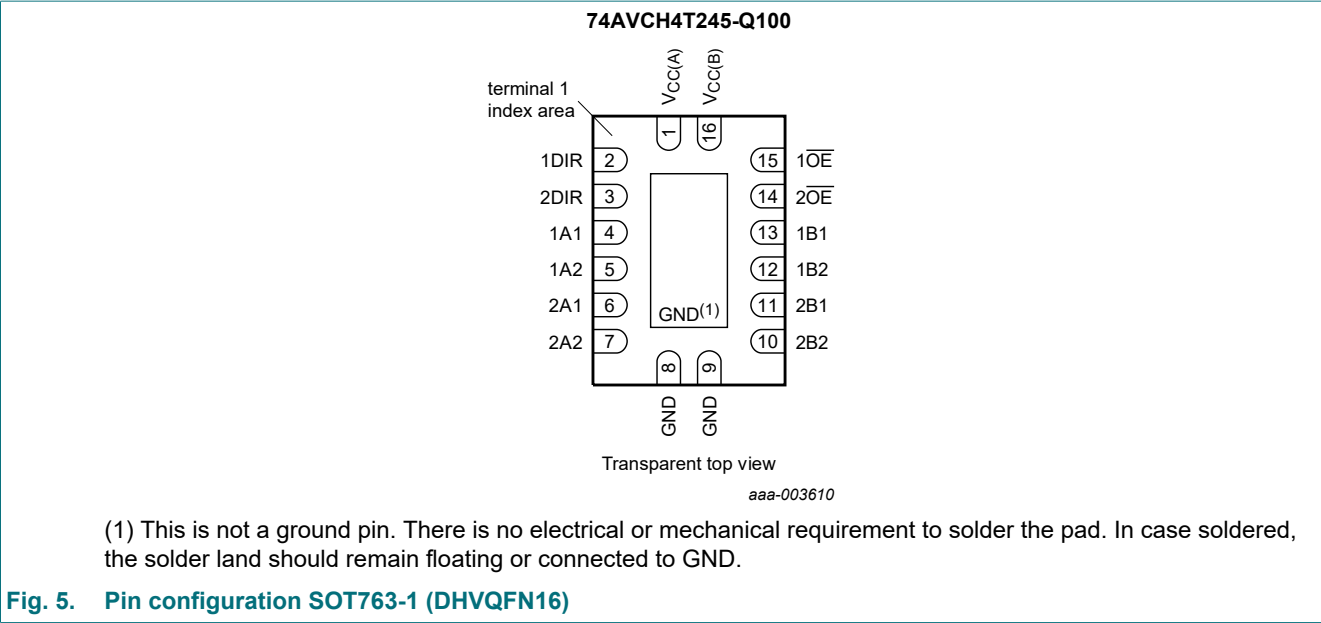 74AVCH4T245-Q100
VCC(A)
VCC(B)
terminal 1
index area
1
16
1DIR 2
15 1OE
2DIR 3
14 2OE
1A1 4
13 1B1
1A2 5
12 1B2
2A1 6
11 2B1
GND(1)
2A2 7
10 2B2
8
9
GND
GND
Transparent top view
aaa-003610
(1) This is not a ground pin. There is no electrical or mechanical requirement to solder the pad. In case soldered,
the solder land should remain floating or connected to GND.
Fig. 5. Pin configuration SOT763-1 (DHVQFN16)